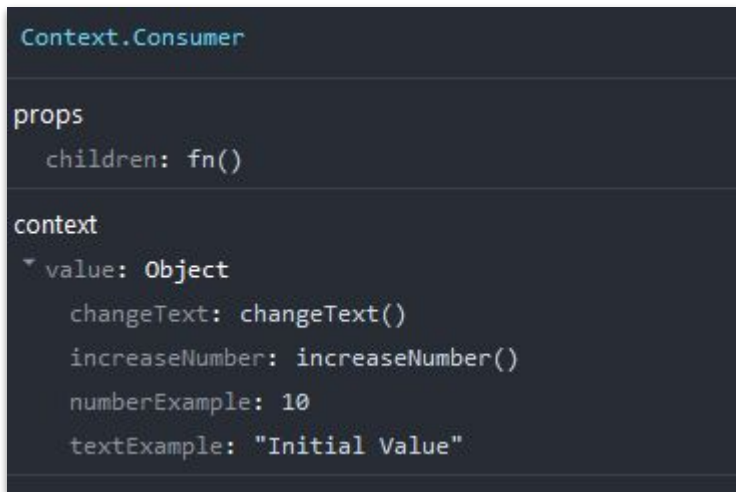 Context.Consumer
props
children: fn()
context
value: Object
changeText: changeText()
increaseNumber: increaseNumber()
numberExample: 10
textExample: "Initial Value"